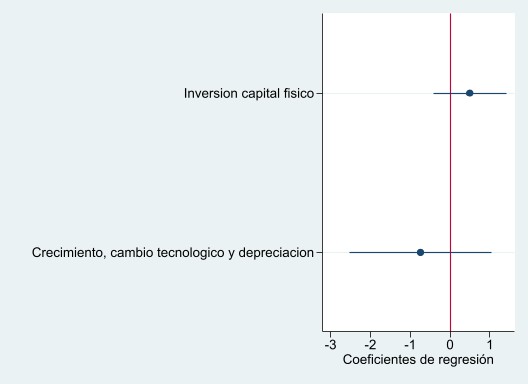 Inversion capital fisico
Crecimiento, cambio tecnologico y depreciacion
-3 -2 -1 0 1
Coeficientes de regresión